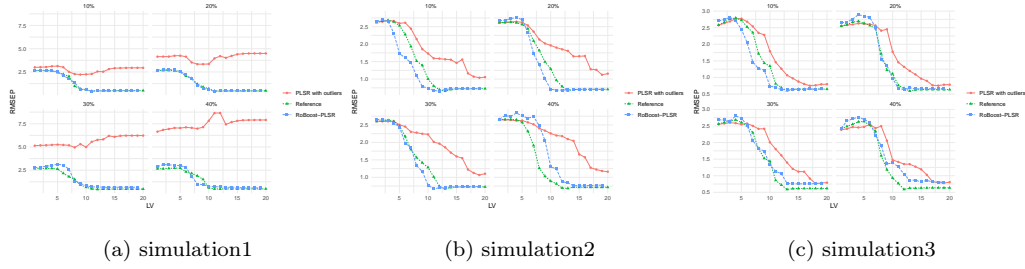 10% 20%
7.5
5.0
2.5
30% 40%
7.5
5.0
2.5
RMSEP
5 10 15 20 5 10 15 20
LV
PLSR with outliers
Reference
RoBoost−PLSR
(a) simulation1
10% 20%
2.5
2.0
1.5
1.0
30% 40%
2.5
2.0
1.5
1.0
RMSEP
5 10 15 20 5 10 15 20
LV
PLSR with outliers
Reference
RoBoost−PLSR
(b) simulation2
10% 20%
3.0
2.5
2.0
1.5
1.0
0.5
30% 40%
3.0
2.5
2.0
1.5
1.0
0.5
RMSEP
5 10 15 20 5 10 15 20
LV
PLSR with outliers
Reference
RoBoost−PLSR
(c) simulation3